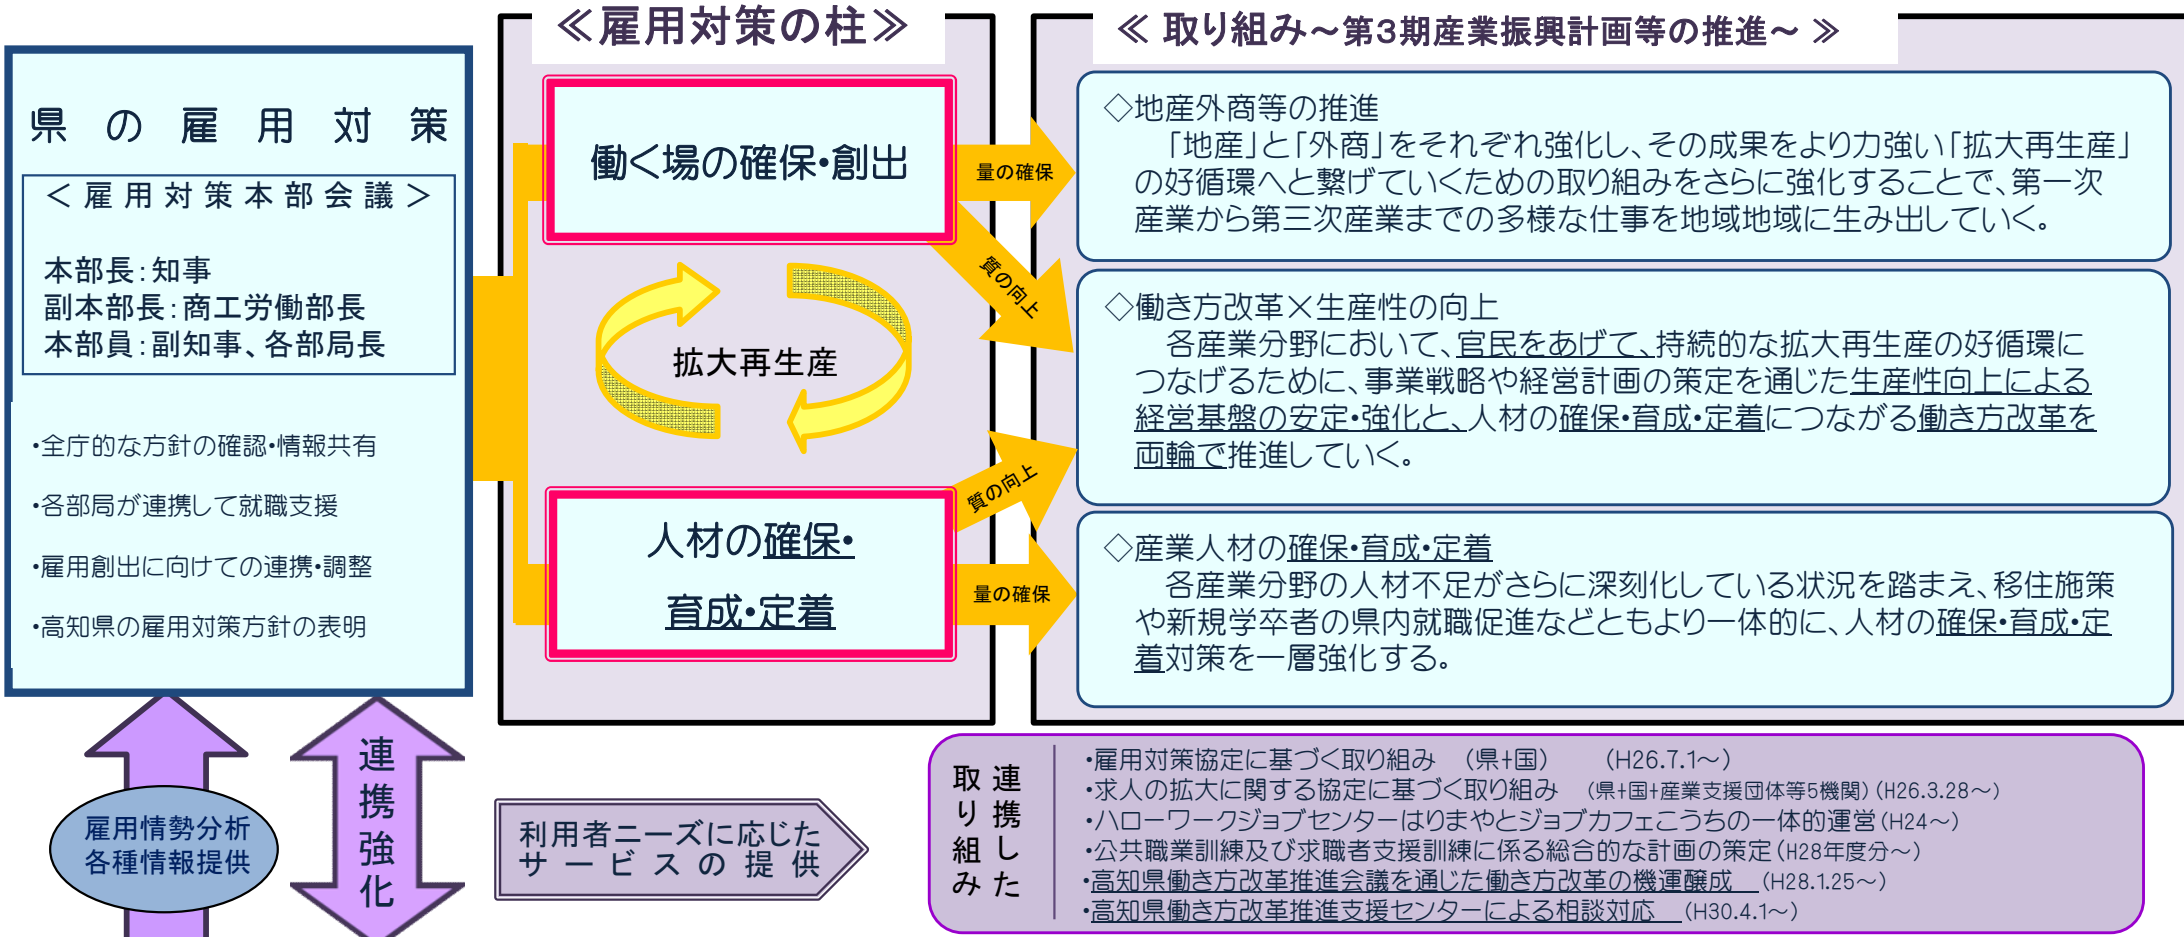 県の雇用対策
＜雇用対策本部会議＞
本部長：知事
副本部長：商工労働部長
本部員：副知事、各部局長
・全庁的な方針の確認・情報共有
・各部局が連携して就職支援
・雇用創出に向けての連携・調整
・高知県の雇用対策方針の表明
≪雇用対策の柱≫
働く場の確保・創出
拡大再生産
人材の確保・
育成・定着
量の確保
質の向上
質の向上
量の確保
≪ 取り組み～第３期産業振興計画等の推進～ ≫
◇地産外商等の推進
「地産」と「外商」をそれぞれ強化し、その成果をより力強い「拡大再生産」
の好循環へと繋げていくための取り組みをさらに強化することで、第一次
産業から第三次産業までの多様な仕事を地域地域に生み出していく。
◇働き方改革×生産性の向上
各産業分野において、官民をあげて、持続的な拡大再生産の好循環に
つなげるために、事業戦略や経営計画の策定を通じた生産性向上による
経営基盤の安定・強化と、人材の確保・育成・定着につながる働き方改革を
両輪で推進していく。
◇産業人材の確保・育成・定着
各産業分野の人材不足がさらに深刻化している状況を踏まえ、移住施策
や新規学卒者の県内就職促進などともより一体的に、人材の確保・育成・定
着対策を一層強化する。
雇用情勢分析
各種情報提供
連携強化
利用者ニーズに応じた
サービスの提供
連携した
取り組み
・雇用対策協定に基づく取り組み　（県+国）　（H26.7.1～）
・求人の拡大に関する協定に基づく取り組み　（県+国+産業支援団体等5機関）（H26.3.28～）
・ハローワークジョブセンターはりまやとジョブカフェこうちの一体的運営（H24～）
・公共職業訓練及び求職者支援訓練に係る総合的な計画の策定（H28年度分～）
・高知県働き方改革推進会議を通じた働き方改革の機運醸成　（H28.1.25～）
・高知県働き方改革推進支援センターによる相談対応　（H30.4.1～）